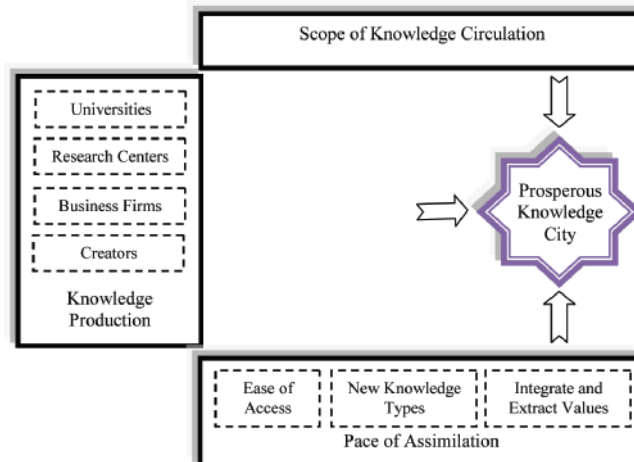 Scope of Knowledge Circulation
Universities
Research Centers
Business Firms
Creators
Knowledge
Production
Prosperous
Knowledge
City
Ease of
Access
New Knowledge
Types
Integrate and
Extract Values
Pace of Assimilation